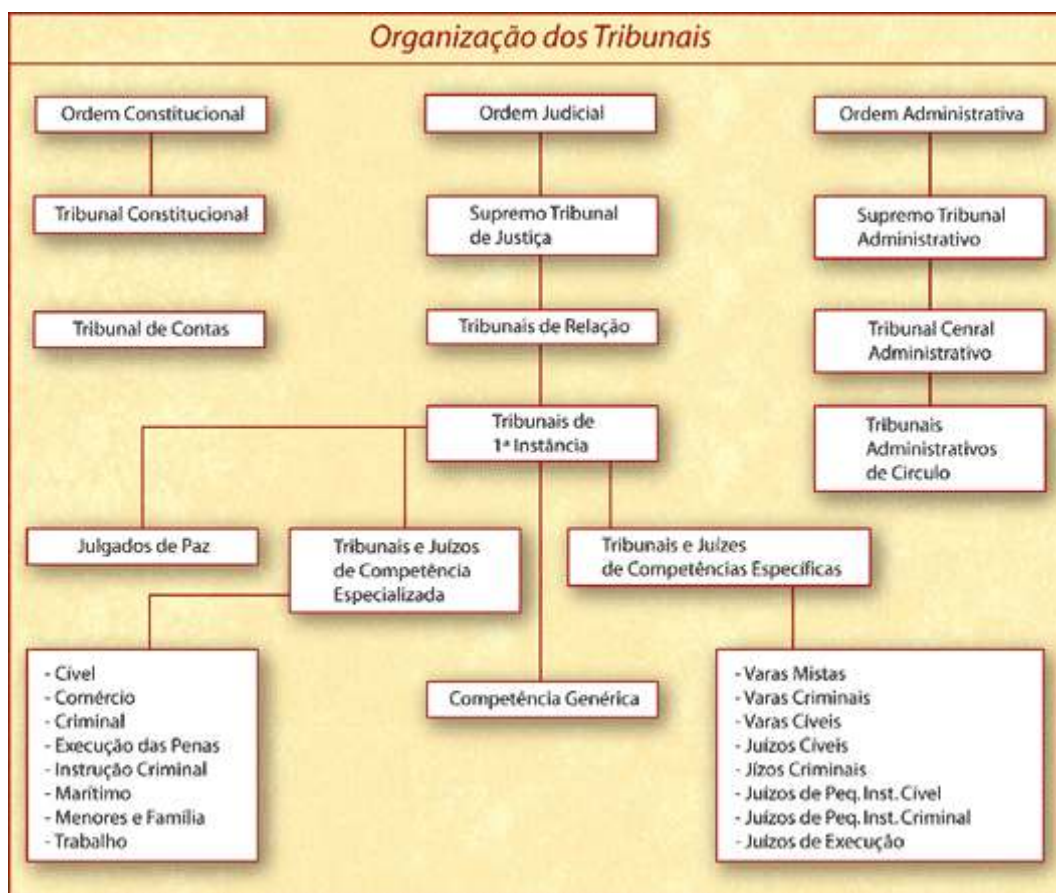 Organização dos Tribunais
Ordem Constitucional
Ordem Judicial
Ordem Administrativa
Tribunal Constitucional
Supremo Tribunal
de Justiça
Supremo Tribunal
Administrativo
Tribunal de Contas
Tribunais de Relação
Tribunal Cenral
Administrativo
Tribunais de
1ª Instância
Tribunais
Administrativos
de Circulo
Julgados de Paz
Tribunais e Juízos
de Competência
Especializada
Tribunais e Juízes
de Competências Específicas
- Cível
- Comércio
- Criminal
- Execução das Penas
- Instrução Criminal
- Marítimo
- Menores e Família
- Trabalho
Competência Genérica
- Varas Mistas
- Varas Criminais
- Varas Cíveis
- Juízos Cíveis
- Jízos Criminais
- Juízos de Peq. Inst. Cível
- Juízos de Peq. Inst. Criminal
- Juízos de Execução